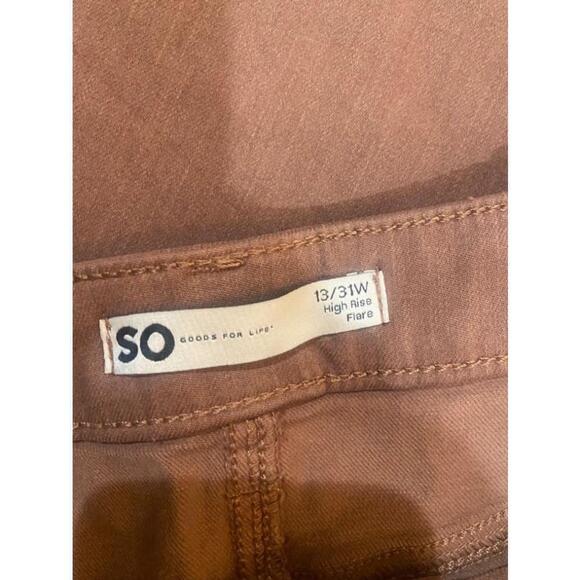 SO GOODS FOR LIFE®
13/31W
High Rise
Flare